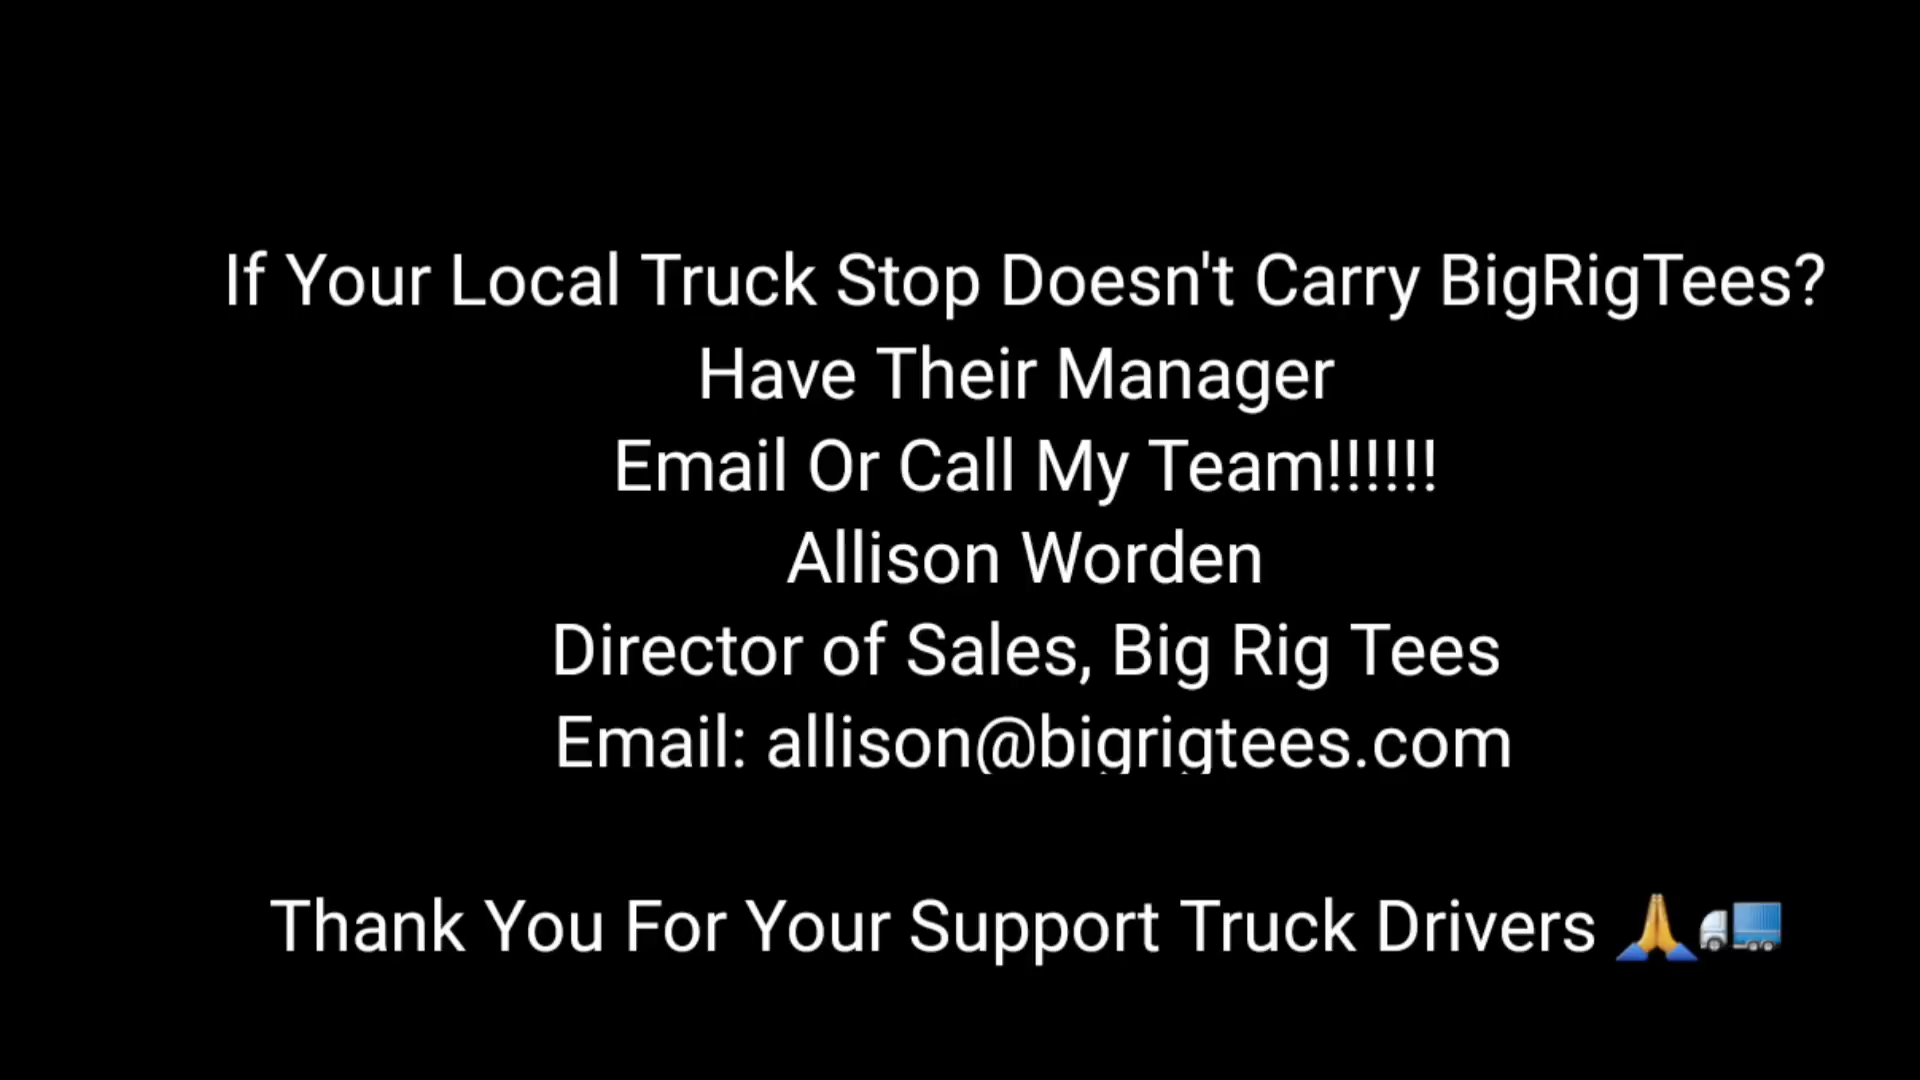 If Your Local Truck Stop Doesn't Carry BigRigTees?
Have Their Manager
Email Or Call My Team!!!!!!
Allison Worden
Director of Sales, Big Rig Tees
Email: allison@bigrigtees.com
Thank You For Your Support Truck Drivers 🙏🚚